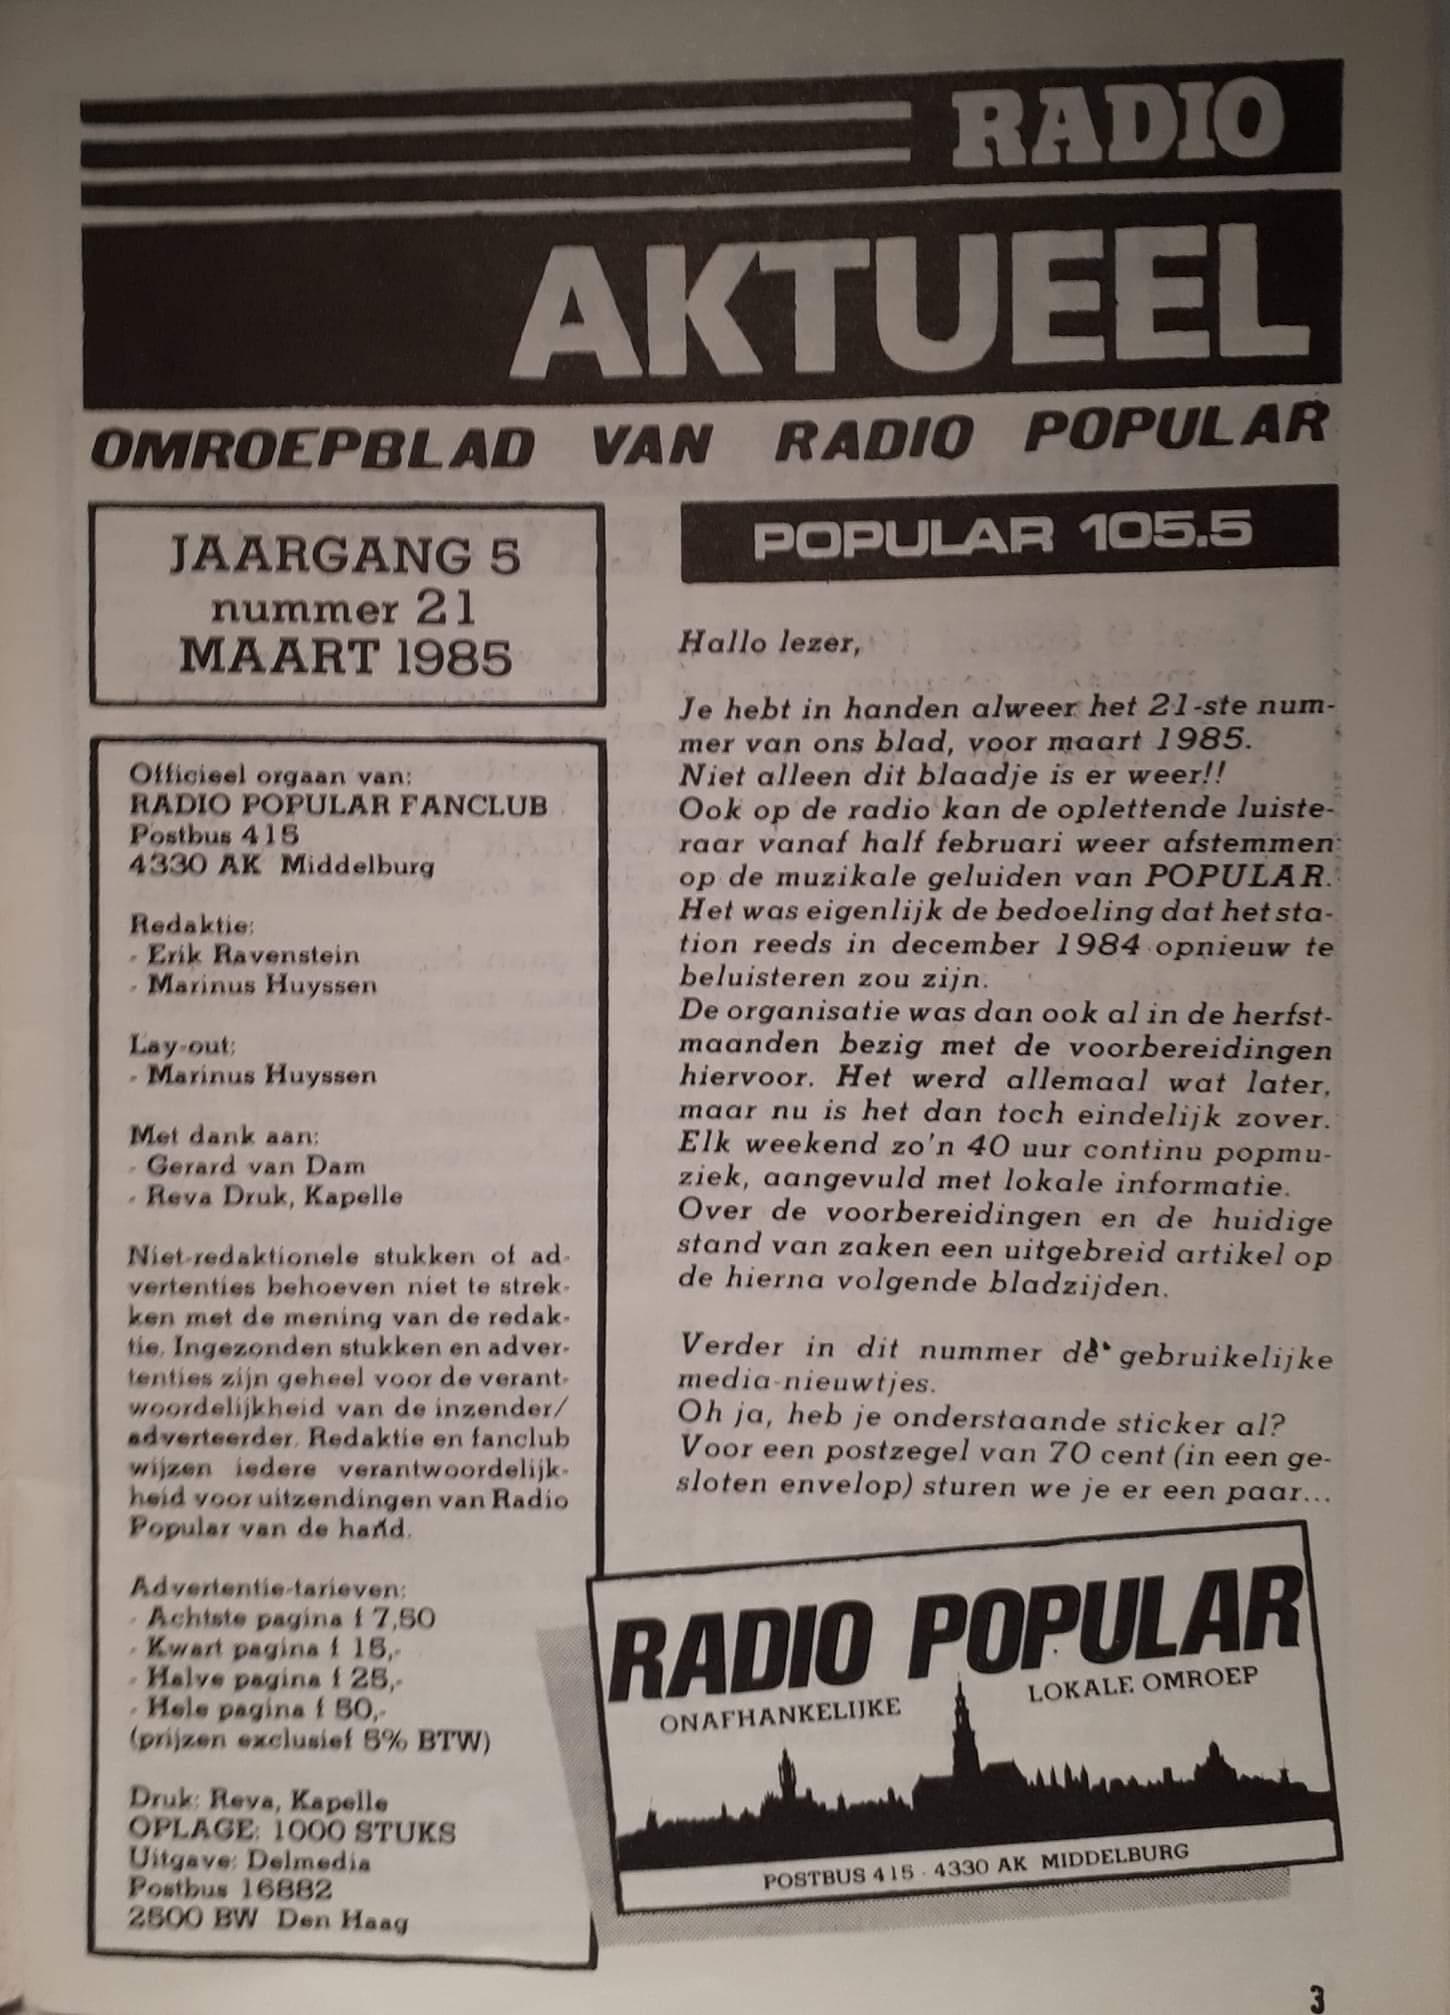 RADIO
AKTUEEL
OMROEPBLAD VAN RADIO POPULAR
JAARGANG 5
nummer 21
MAART 1985
Officieel orgaan van:
RADIO POPULAR FANCLUB
Postbus 415
4330 AK Middelburg
Redaktie:
- Erik Ravenstein
- Marinus Huyssen
Lay-out:
- Marinus Huyssen
Met dank aan:
- Gerard van Dam
- Reva Druk, Kapelle
Niet-redaktionele stukken of ad-
vertenties behoeven niet te strek-
ken met de mening van de redak-
tie. Ingezonden stukken en adver-
tenties zijn geheel voor de verant-
woordelijkheid van de inzender/
adverteerder. Redaktie en fanclub
wijzen iedere verantwoordelijk-
heid voor uitzendingen van Radio
Popular van de hand.
Advertentie-tarieven:
- Achtste pagina f 7,50
- Kwart pagina f 15,-
- Halve pagina f 25,-
- Hele pagina f 50,-
(prijzen exclusief 5% BTW)
Druk: Reva, Kapelle
OPLAGE: 1000 STUKS
Uitgave: Delmedia
Postbus 16882
2500 BW Den Haag
POPULAR 105.5
Hallo lezer,
Je hebt in handen alweer het 21-ste num-
mer van ons blad, voor maart 1985.
Niet alleen dit blaadje is er weer!!
Ook op de radio kan de oplettende luiste-
raar vanaf half februari weer afstemmen
op de muzikale geluiden van POPULAR.
Het was eigenlijk de bedoeling dat het sta-
tion reeds in december 1984 opnieuw te
beluisteren zou zijn.
De organisatie was dan ook al in de herfst-
maanden bezig met de voorbereidingen
hiervoor. Het werd allemaal wat later,
maar nu is het dan toch eindelijk zover.
Elk weekend zo'n 40 uur continu popmu-
ziek, aangevuld met lokale informatie.
Over de voorbereidingen en de huidige
stand van zaken een uitgebreid artikel op
de hierna volgende bladzijden.
Verder in dit nummer de gebruikelijke
media-nieuwtjes.
Oh ja, heb je onderstaande sticker al?
Voor een postzegel van 70 cent (in een ge-
sloten envelop) sturen we je er een paar...
RADIO POPULAR
ONAFHANKELIJKE LOKALE OMROEP
POSTBUS 415 - 4330 AK MIDDELBURG
3